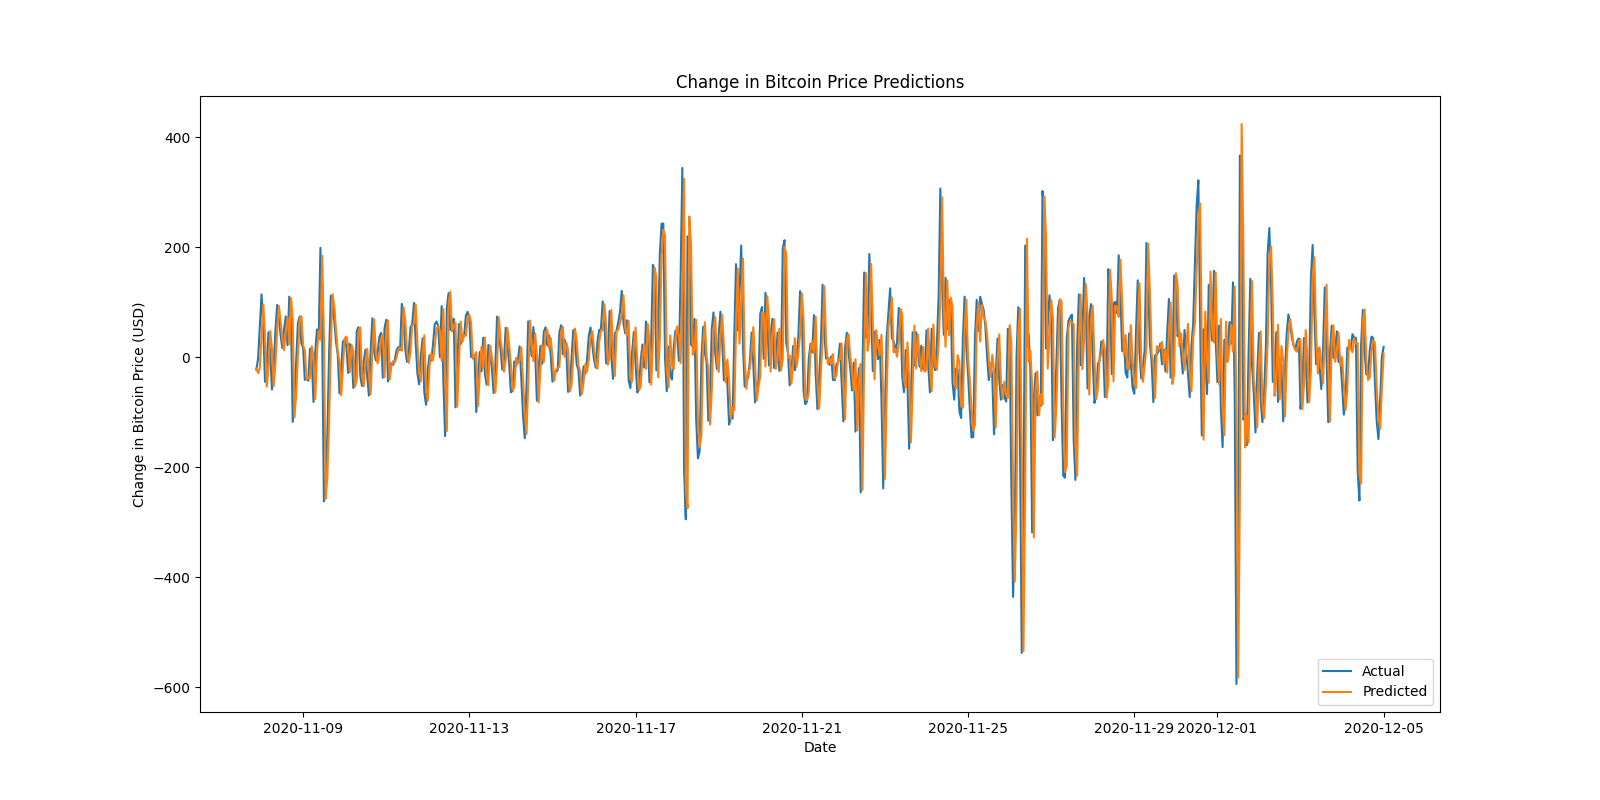 Change in Bitcoin Price Predictions
Change in Bitcoin Price (USD)
400
200
0
−200
−400
−600
2020-11-09 2020-11-13 2020-11-17 2020-11-21 2020-11-25 2020-11-29 2020-12-01 2020-12-05
Date
Actual
Predicted